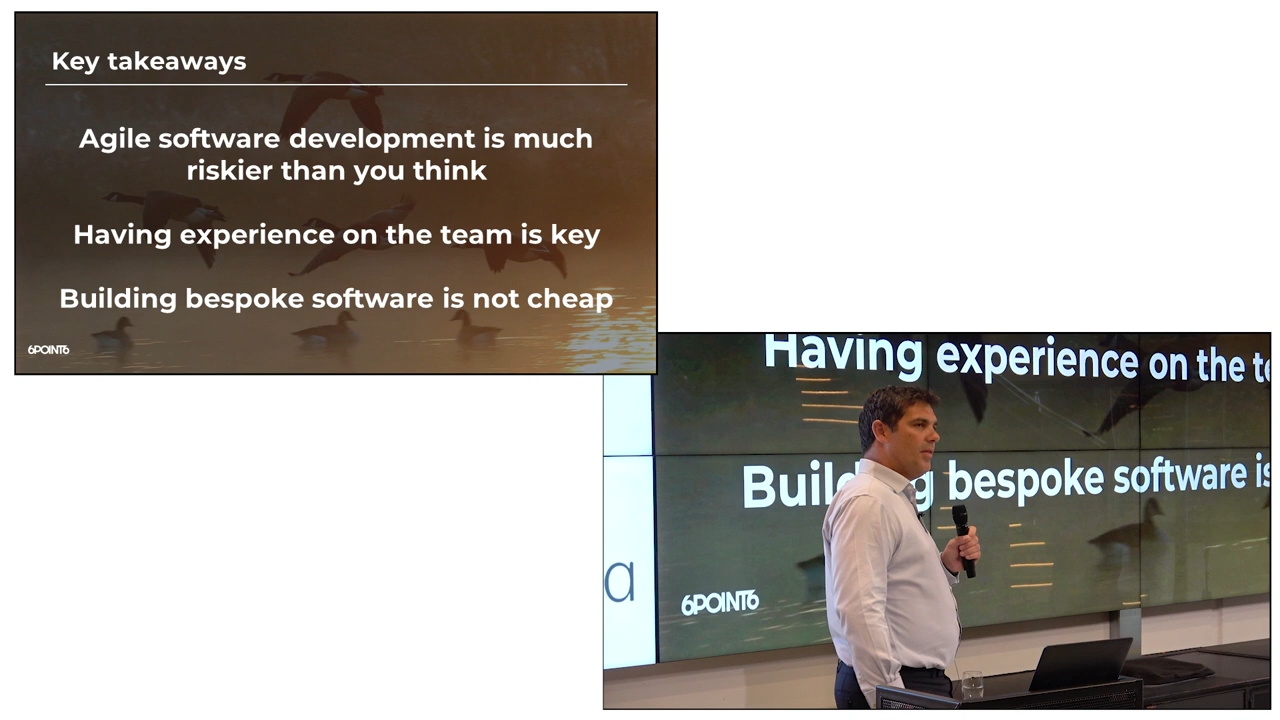 Key takeaways
Agile software development is much
riskier than you think
Having experience on the team is key
Building bespoke software is not cheap
6POINT6
Having experience on the te
Building bespoke software is
6POINT6
a